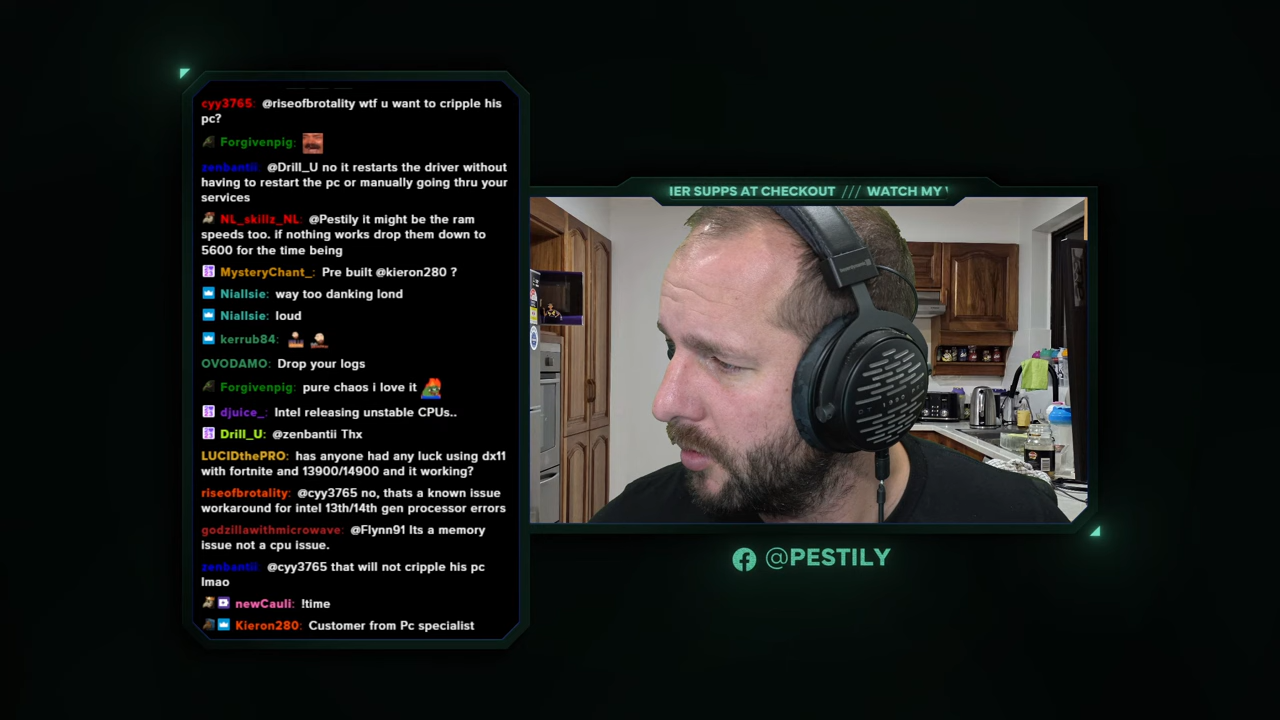 cyy3765: @riseofbrotality wtf u want to cripple his
pc?
Forgivenpig:
zenbantii: @Drill_U no it restarts the driver without
having to restart the pc or manually going thru your
services
NL_skillz_NL: @Pestily it might be the ram
speeds too. if nothing works drop them down to
5600 for the time being
MysteryChant_: Pre built @kieron280 ?
Niallsie: way too danking lond
Niallsie: loud
kerrub84:
OVODAMO: Drop your logs
Forgivenpig: pure chaos i love it
djuice_: Intel releasing unstable CPUs..
Drill_U: @zenbantii Thx
LUCIDthePRO: has anyone had any luck using dx11
with fortnite and 13900/14900 and it working?
riseofbrotality: @cyy3765 no, thats a known issue
workaround for intel 13th/14th gen processor errors
godzillawithmicrowave: @Flynn91 Its a memory
issue not a cpu issue.
zenbantii: @cyy3765 that will not cripple his pc
lmao
newCauli: !time
Kieron280: Customer from Pc specialist
IER SUPPS AT CHECKOUT /// WATCH MY
@PESTILY